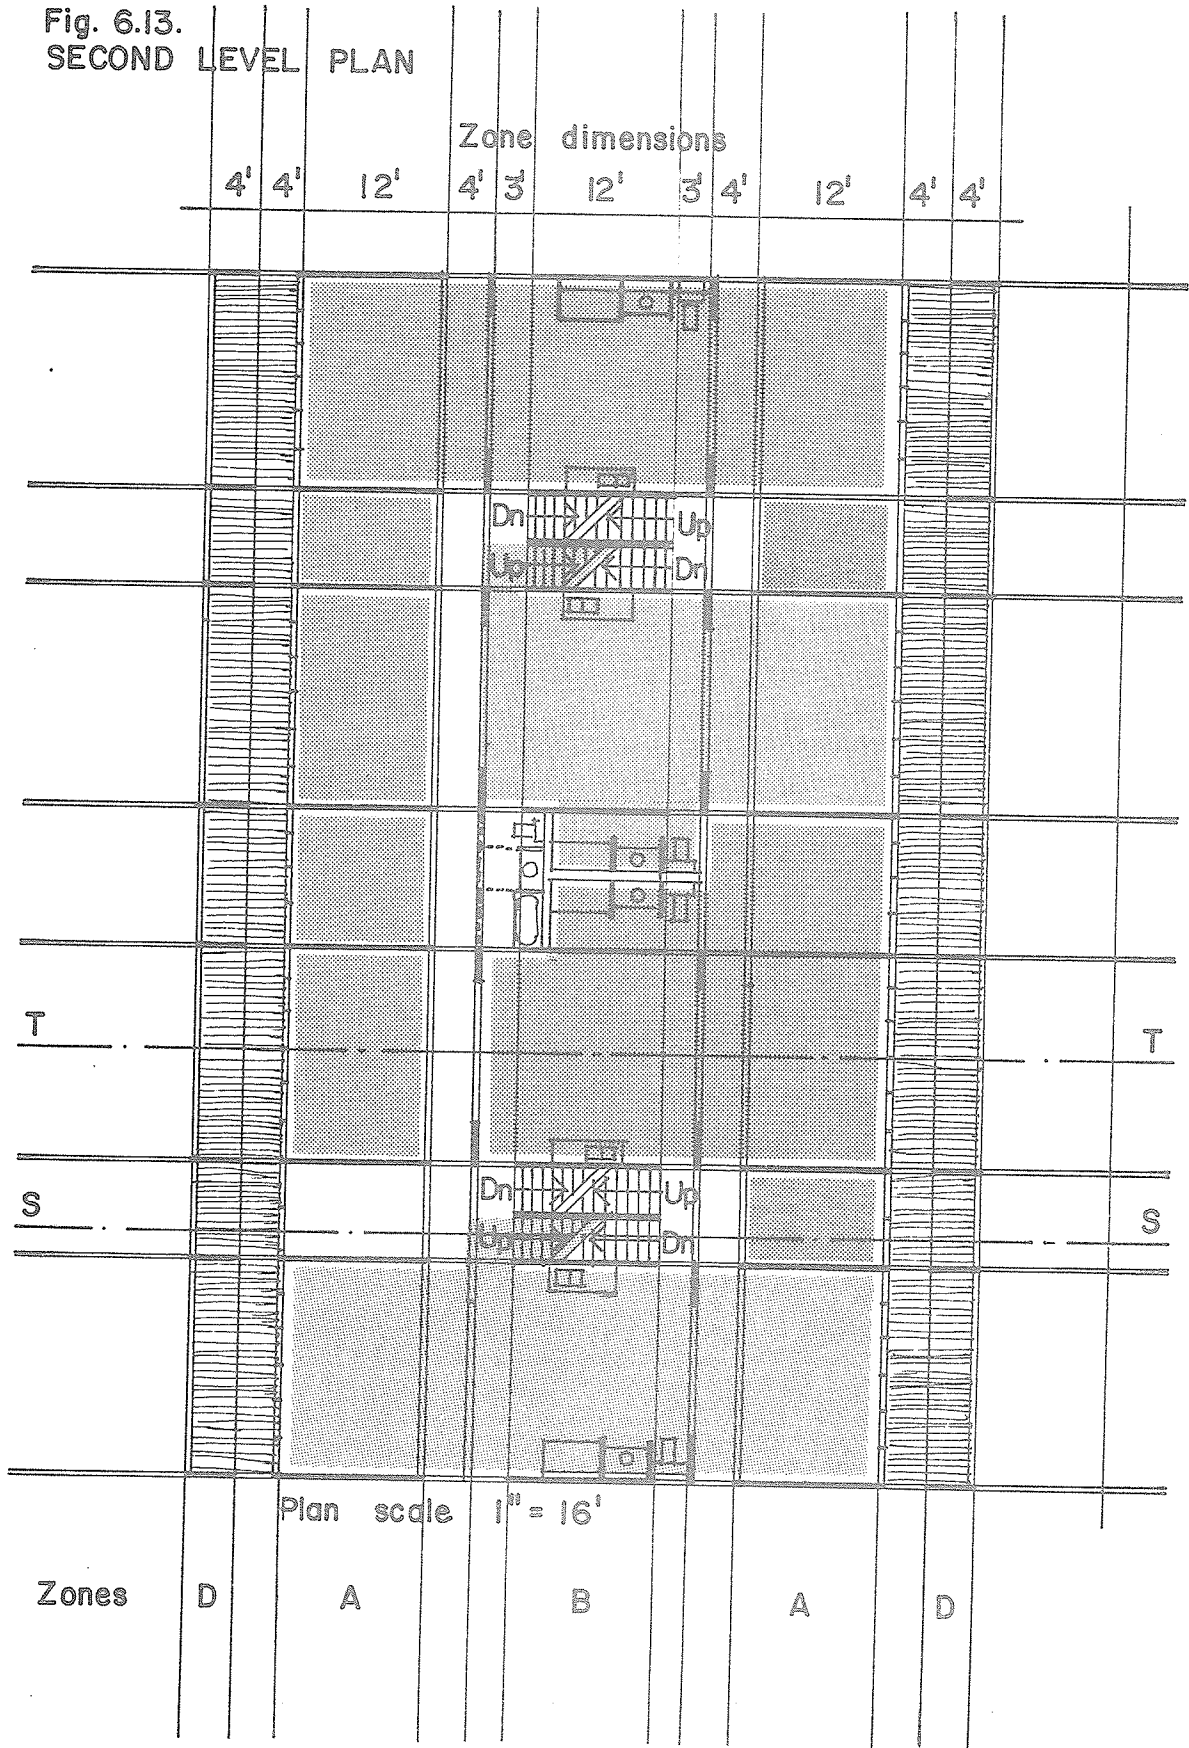 Fig. 6.13.
SECOND LEVEL PLAN
Zone dimensions
4' 4' 12' 4' 3' 12' 3' 4' 12' 4' 4'
Dn Up
Up Dn
T T
Dn Up
S S
Up Dn
Plan scale 1" = 16'
Zones D A B A D